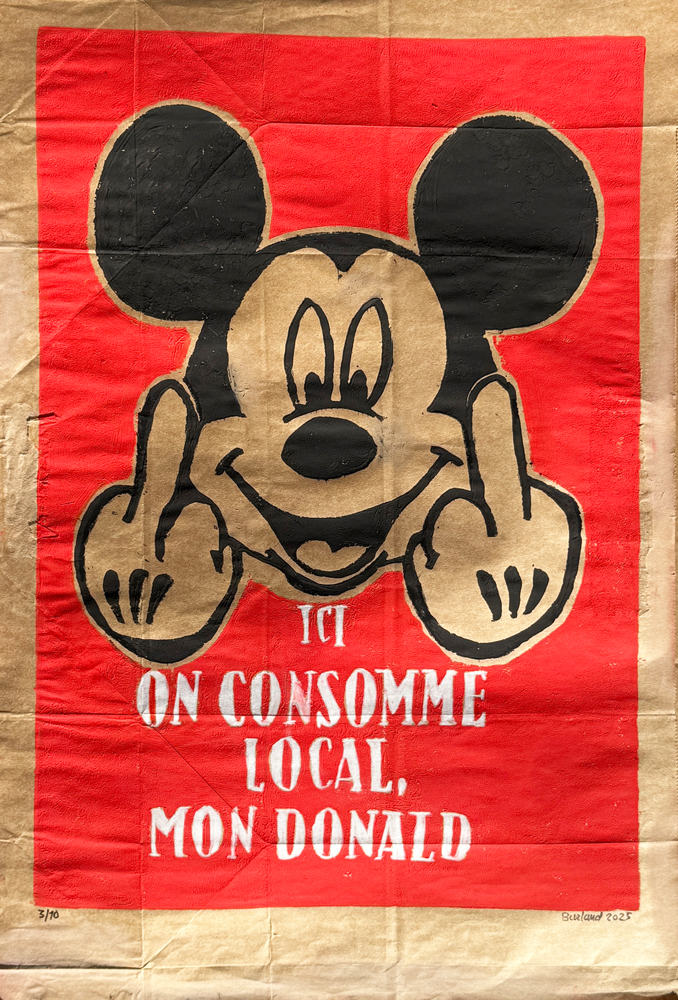 ICI
ON CONSOMME
LOCAL,
MON DONALD
3/10
Burland 2025